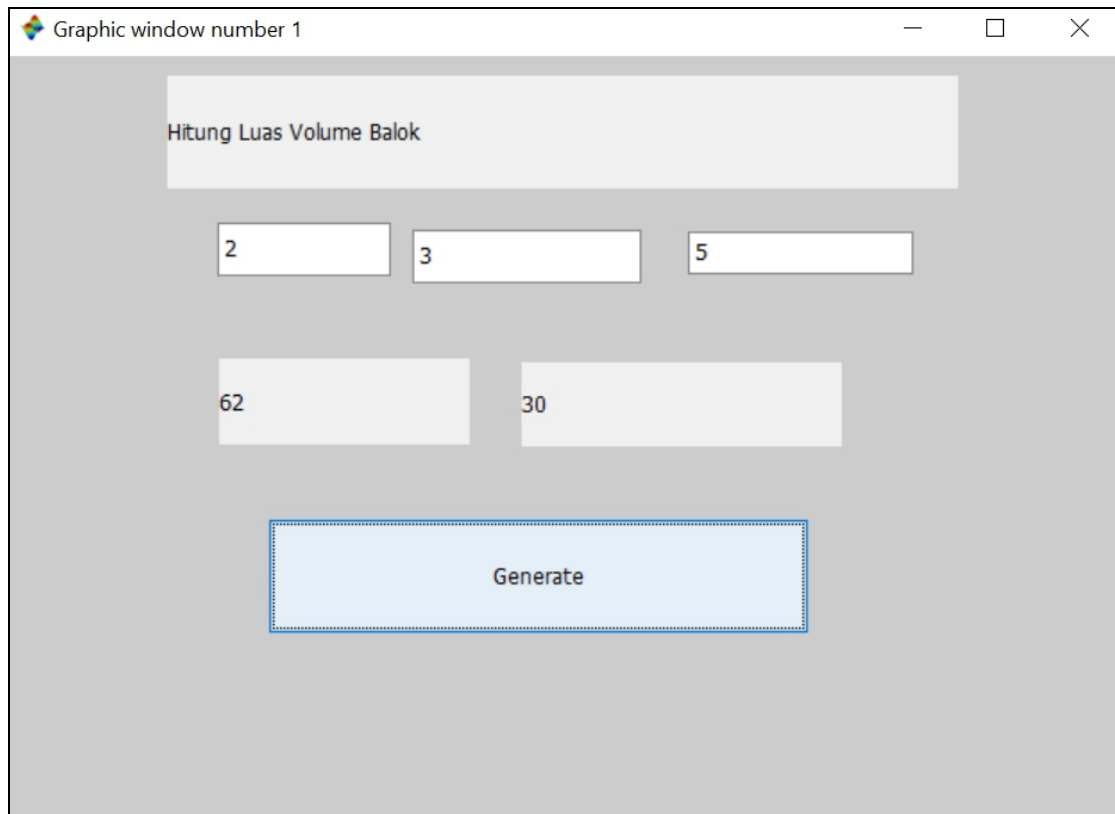 Graphic window number 1
Hitung Luas Volume Balok
2 3 5
62 30
Generate